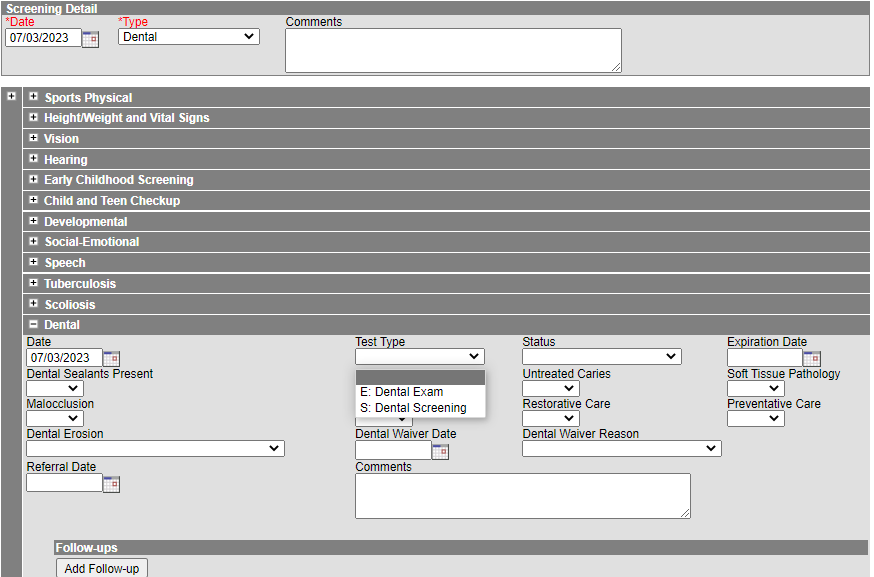 Screening Detail
*Date *Type Comments
07/03/2023 Dental
Sports Physical
Height/Weight and Vital Signs
Vision
Hearing
Early Childhood Screening
Child and Teen Checkup
Developmental
Social-Emotional
Speech
Tuberculosis
Scoliosis
Dental
Date Test Type Status Expiration Date
07/03/2023
Dental Sealants Present Untreated Caries Soft Tissue Pathology
E: Dental Exam
S: Dental Screening
Malocclusion Restorative Care Preventative Care
Dental Erosion Dental Waiver Date Dental Waiver Reason
Referral Date Comments
Follow-ups
Add Follow-up